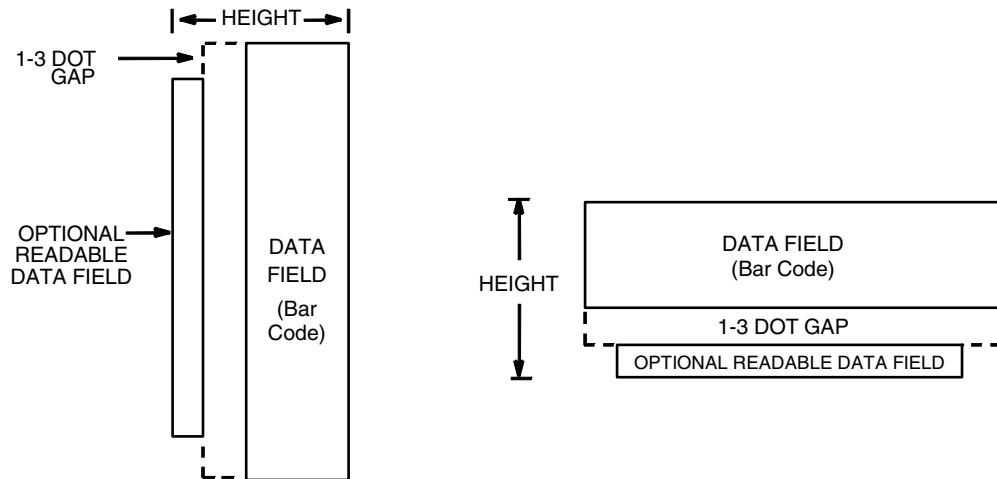 HEIGHT
1-3 DOT
GAP
OPTIONAL
READABLE
DATA FIELD
DATA
FIELD
(Bar
Code)
HEIGHT
DATA FIELD
(Bar Code)
1-3 DOT GAP
OPTIONAL READABLE DATA FIELD